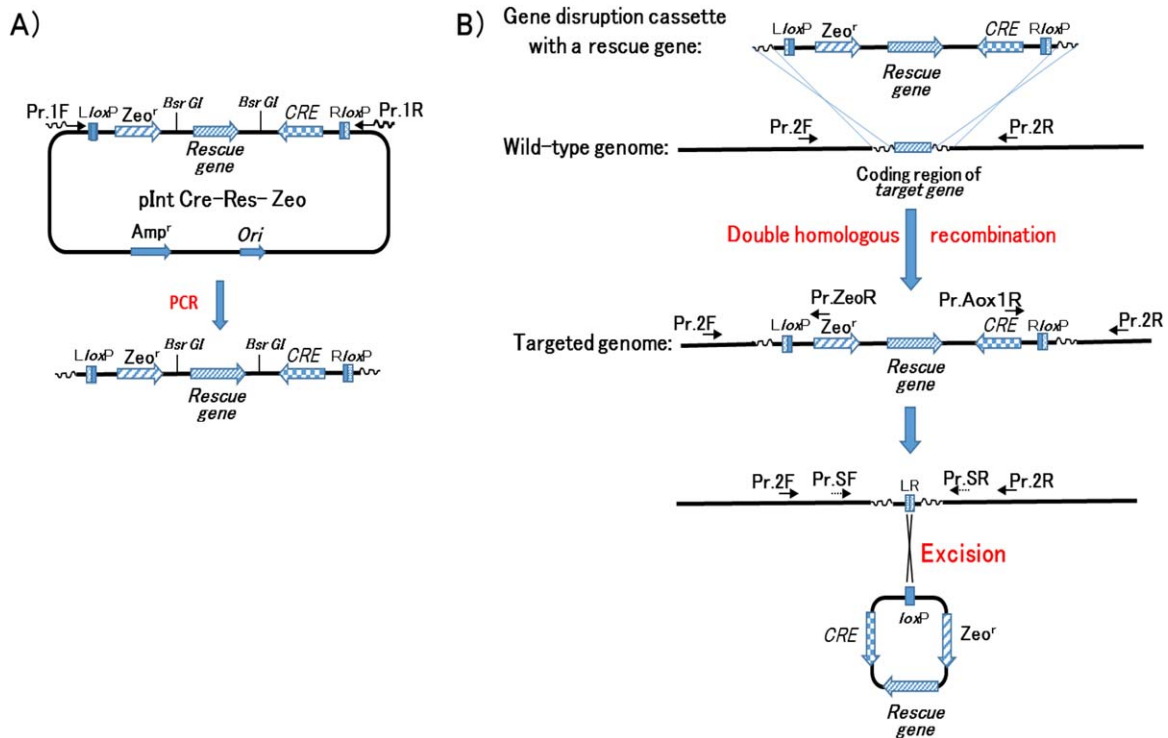 A)
Pr.1F
LloxP
Zeoʳ
Bsr GI
Bsr GI
CRE
RloxP
Pr.1R
Rescue
gene
pInt Cre-Res- Zeo
Ampʳ
Ori
PCR
LloxP
Zeoʳ
Bsr GI
Bsr GI
CRE
RloxP
Rescue
gene
B)
Gene disruption cassette
with a rescue gene:
LloxP
Zeoʳ
CRE
RloxP
Rescue
gene
Pr.2F
Pr.2R
Wild-type genome:
Coding region of
target gene
Double homologous recombination
Pr.ZeoR
Pr.Aox1R
Pr.2F
LloxP
Zeoʳ
CRE
RloxP
Pr.2R
Targeted genome:
Rescue
gene
Pr.2F
Pr.SF
LR
Pr.SR
Pr.2R
Excision
loxP
CRE
Zeoʳ
Rescue
gene